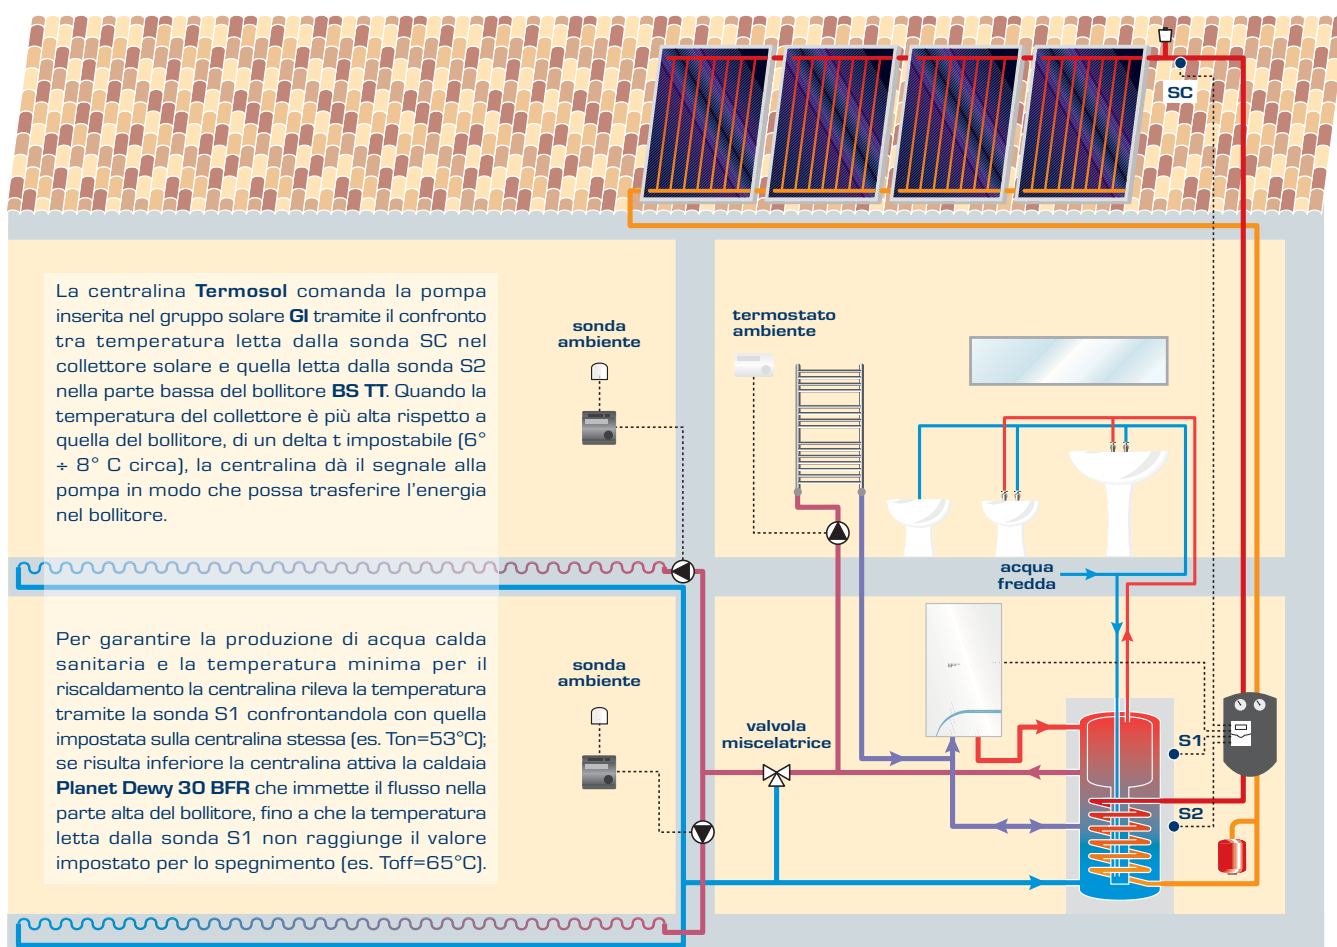 SC
La centralina Termosol comanda la pompa
inserita nel gruppo solare GI tramite il confronto
tra temperatura letta dalla sonda SC nel
collettore solare e quella letta dalla sonda S2
nella parte bassa del bollitore BS TT. Quando la
temperatura del collettore è più alta rispetto a
quella del bollitore, di un delta t impostabile (6°
÷ 8° C circa), la centralina dà il segnale alla
pompa in modo che possa trasferire l'energia
nel bollitore.
Per garantire la produzione di acqua calda
sanitaria e la temperatura minima per il
riscaldamento la centralina rileva la temperatura
tramite la sonda S1 confrontandola con quella
impostata sulla centralina stessa (es. Ton=53°C);
se risulta inferiore la centralina attiva la caldaia
Planet Dewy 30 BFR che immette il flusso nella
parte alta del bollitore, fino a che la temperatura
letta dalla sonda S1 non raggiunge il valore
impostato per lo spegnimento (es. Toff=65°C).
sonda
ambiente
termostato
ambiente
acqua
fredda
sonda
ambiente
valvola
miscelatrice
S1
S2